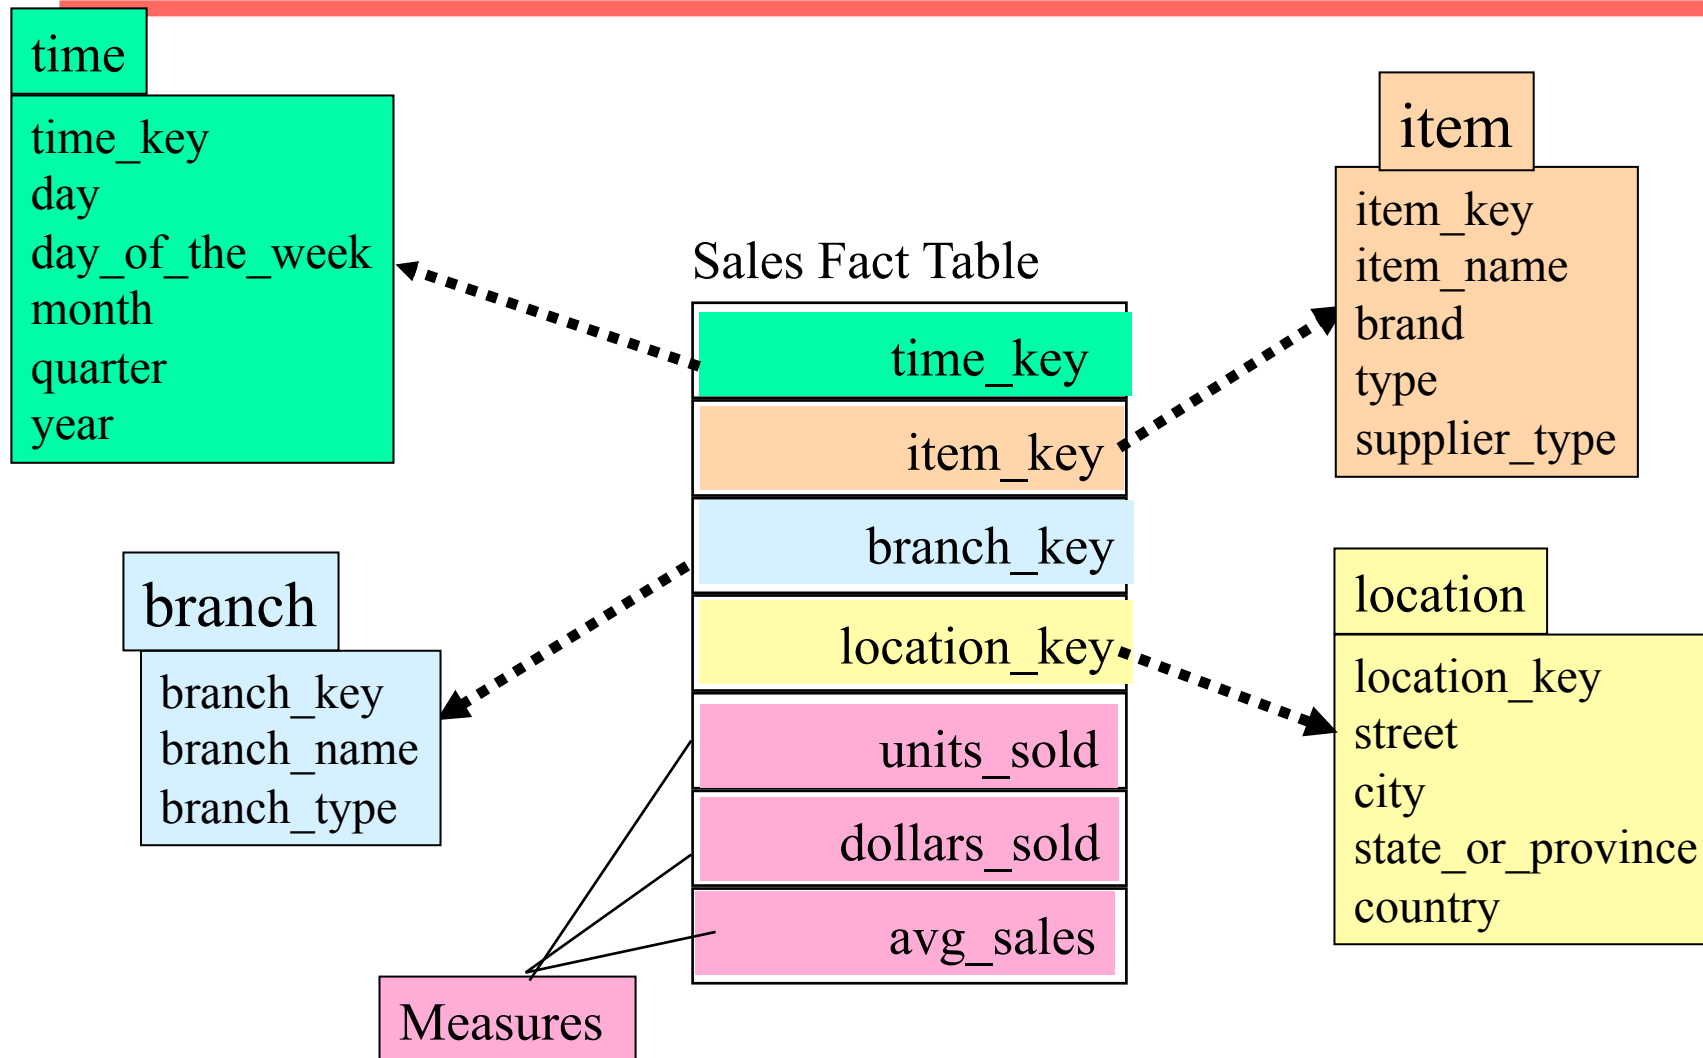 time
time_key
day
day_of_the_week
month
quarter
year
item
item_key
item_name
brand
type
supplier_type
Sales Fact Table
time_key
item_key
branch_key
location_key
units_sold
dollars_sold
avg_sales
branch
branch_key
branch_name
branch_type
location
location_key
street
city
state_or_province
country
Measures